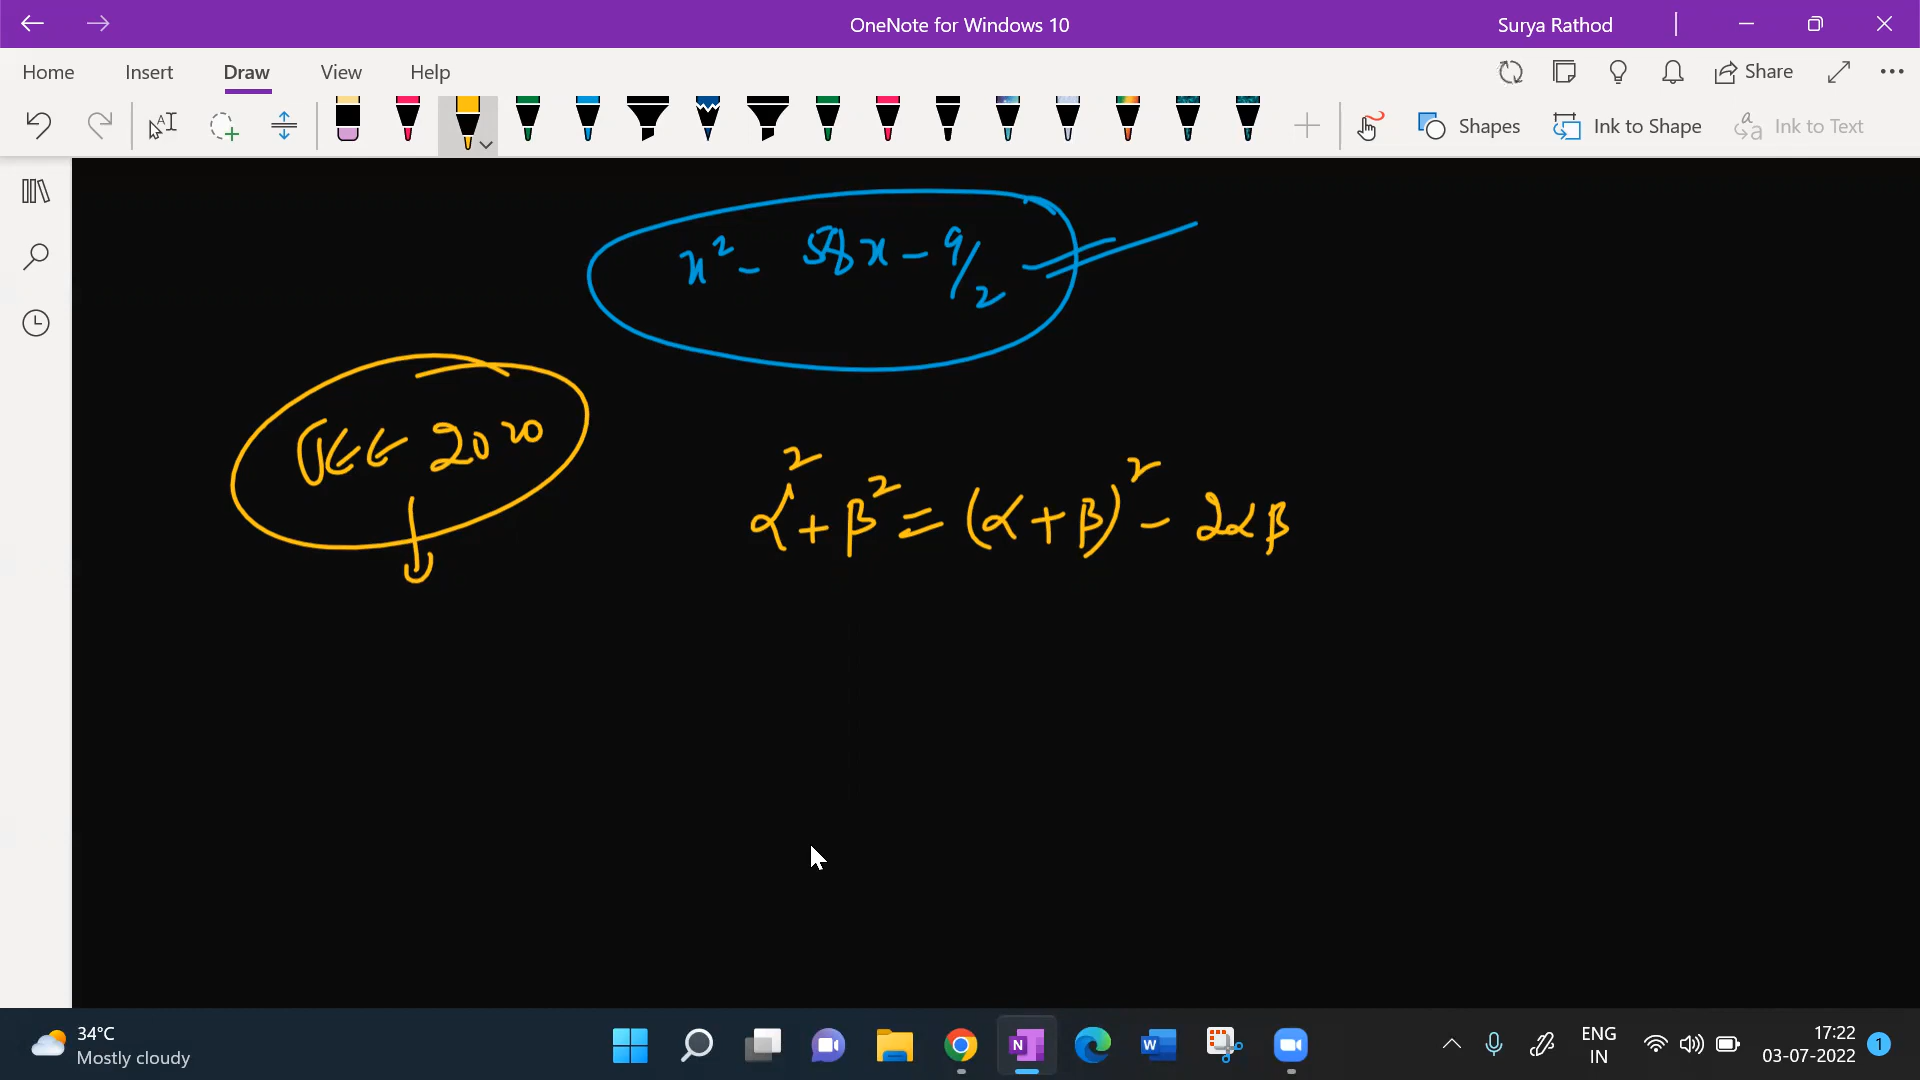 OneNote for Windows 10
Surya Rathod
Home Insert Draw View Help
Share
Shapes Ink to Shape Ink to Text
x² - 58x - 9/2
JEE 2020
α² + β² = (α + β)² - 2αβ
34°C
Mostly cloudy
ENG
IN
17:22
03-07-2022
1